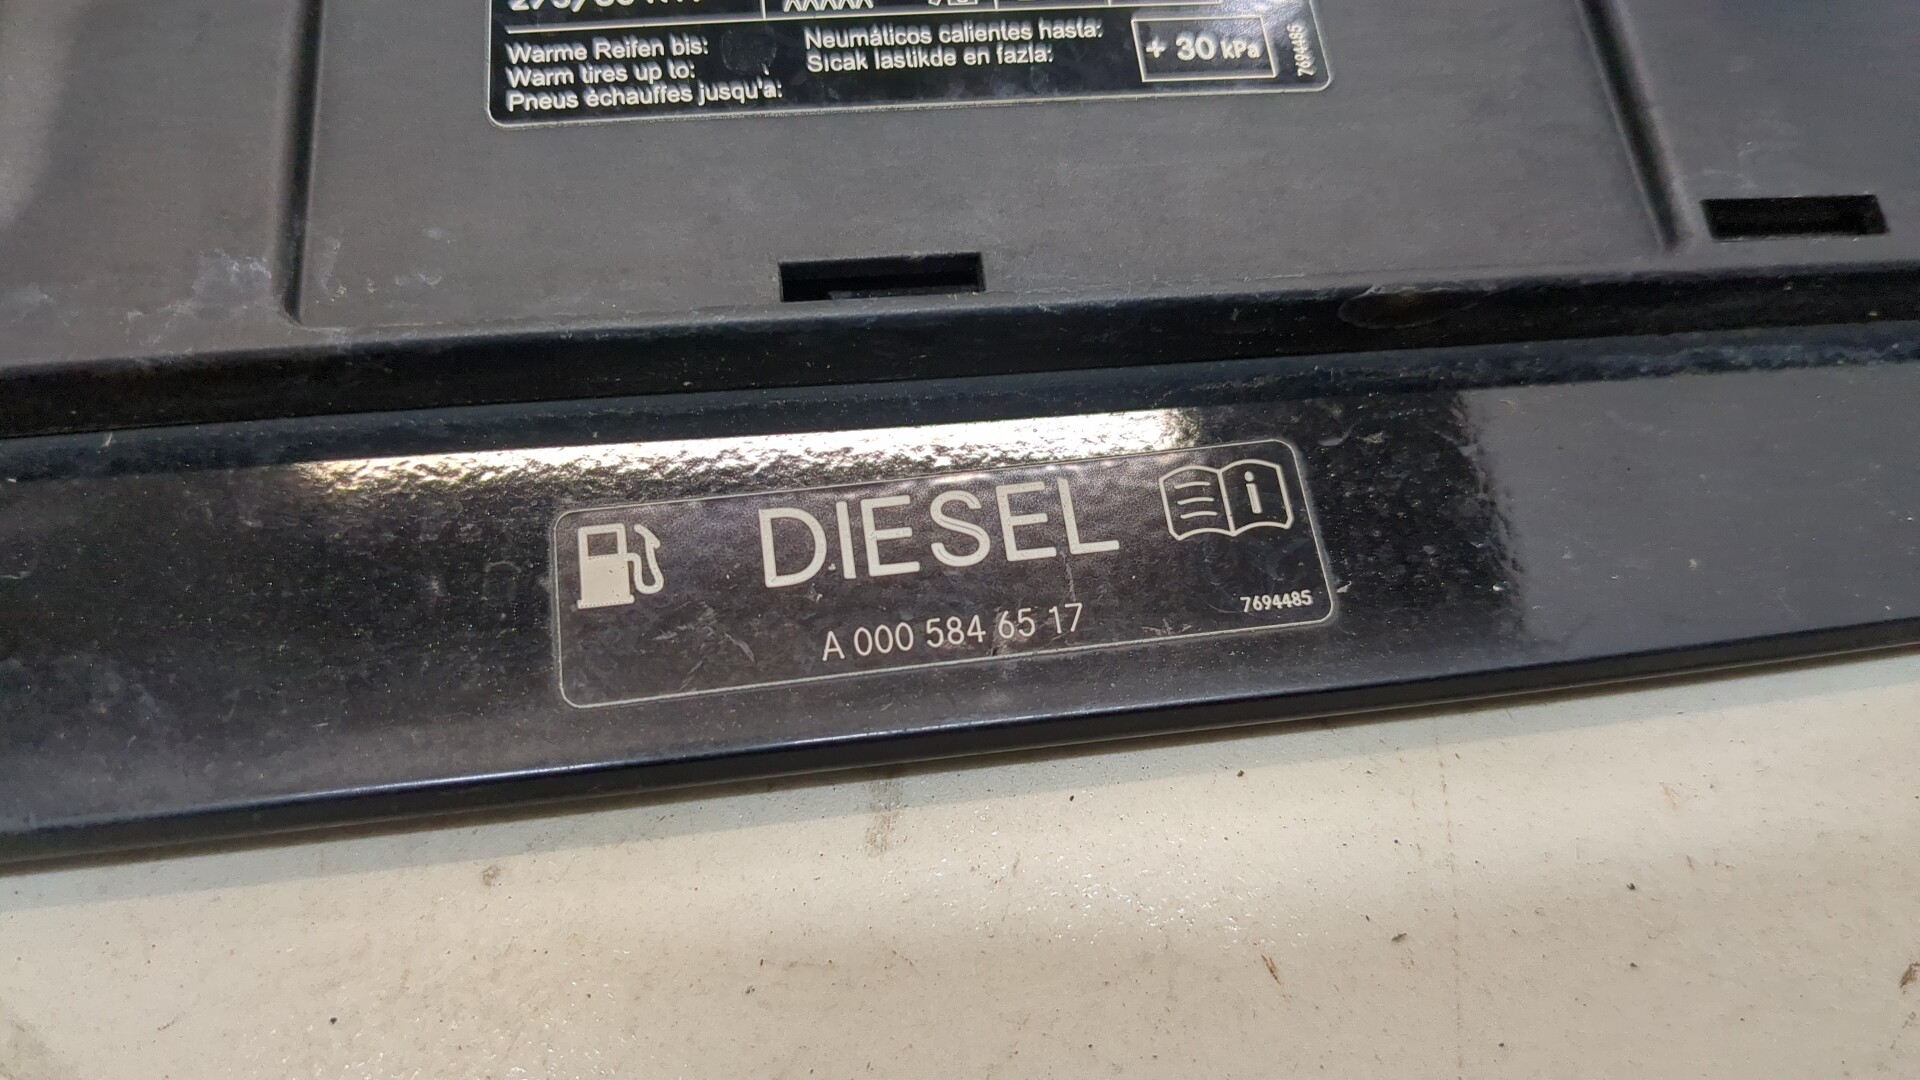 Warme Reifen bis:
Warm tires up to:
Pneus échauffés jusqu'a:
Neumáticos calientes hasta:
Sicak lastikde en fazla:
+ 30 kPa
7694485
DIESEL
i
A 000 584 65 17
7694485